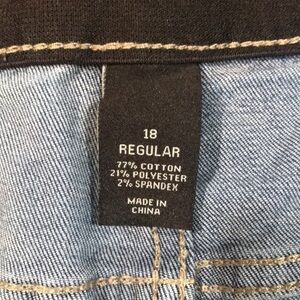 18
REGULAR
77% COTTON
21% POLYESTER
2% SPANDEX
MADE IN
CHINA